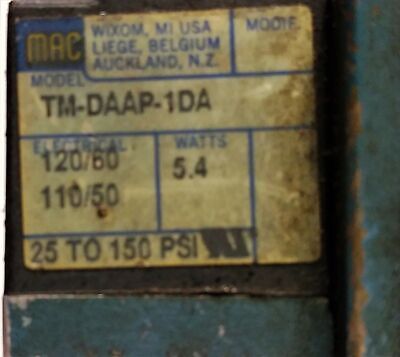 MAC
WIXOM, MI USA
LIEGE, BELGIUM
AUCKLAND, N.Z.
MODIF.
MODEL
TM-DAAP-1DA
ELECTRICAL
WATTS
120/60
5.4
110/50
25 TO 150 PSI